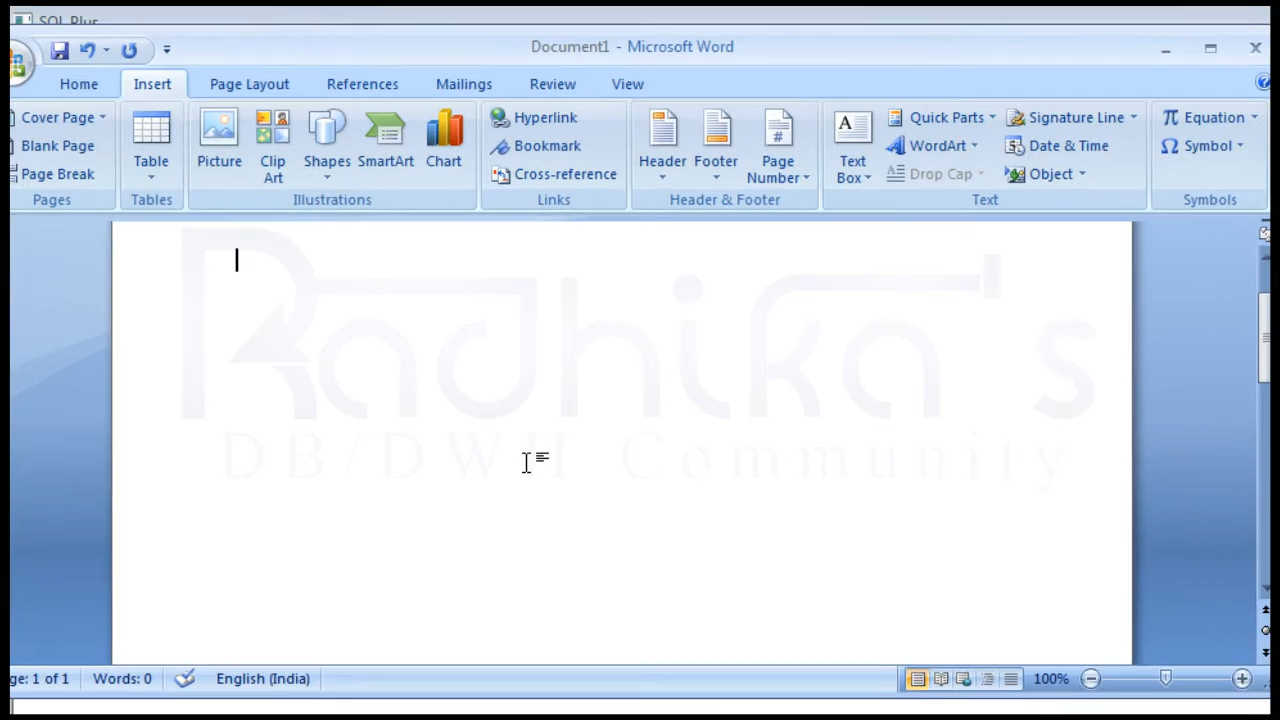 SQL Plus
Document1 - Microsoft Word
Home Insert Page Layout References Mailings Review View
Cover Page
Blank Page
Page Break
Pages
Table
Tables
Picture
Clip
Art
Shapes
SmartArt
Chart
Illustrations
Hyperlink
Bookmark
Cross-reference
Links
Header
Footer
Page
Number
Header & Footer
Text
Box
Quick Parts
WordArt
Drop Cap
Signature Line
Date & Time
Object
Text
Equation
Symbol
Symbols
Radhika's
DB/DWH Community
ge: 1 of 1 Words: 0 English (India) 100%